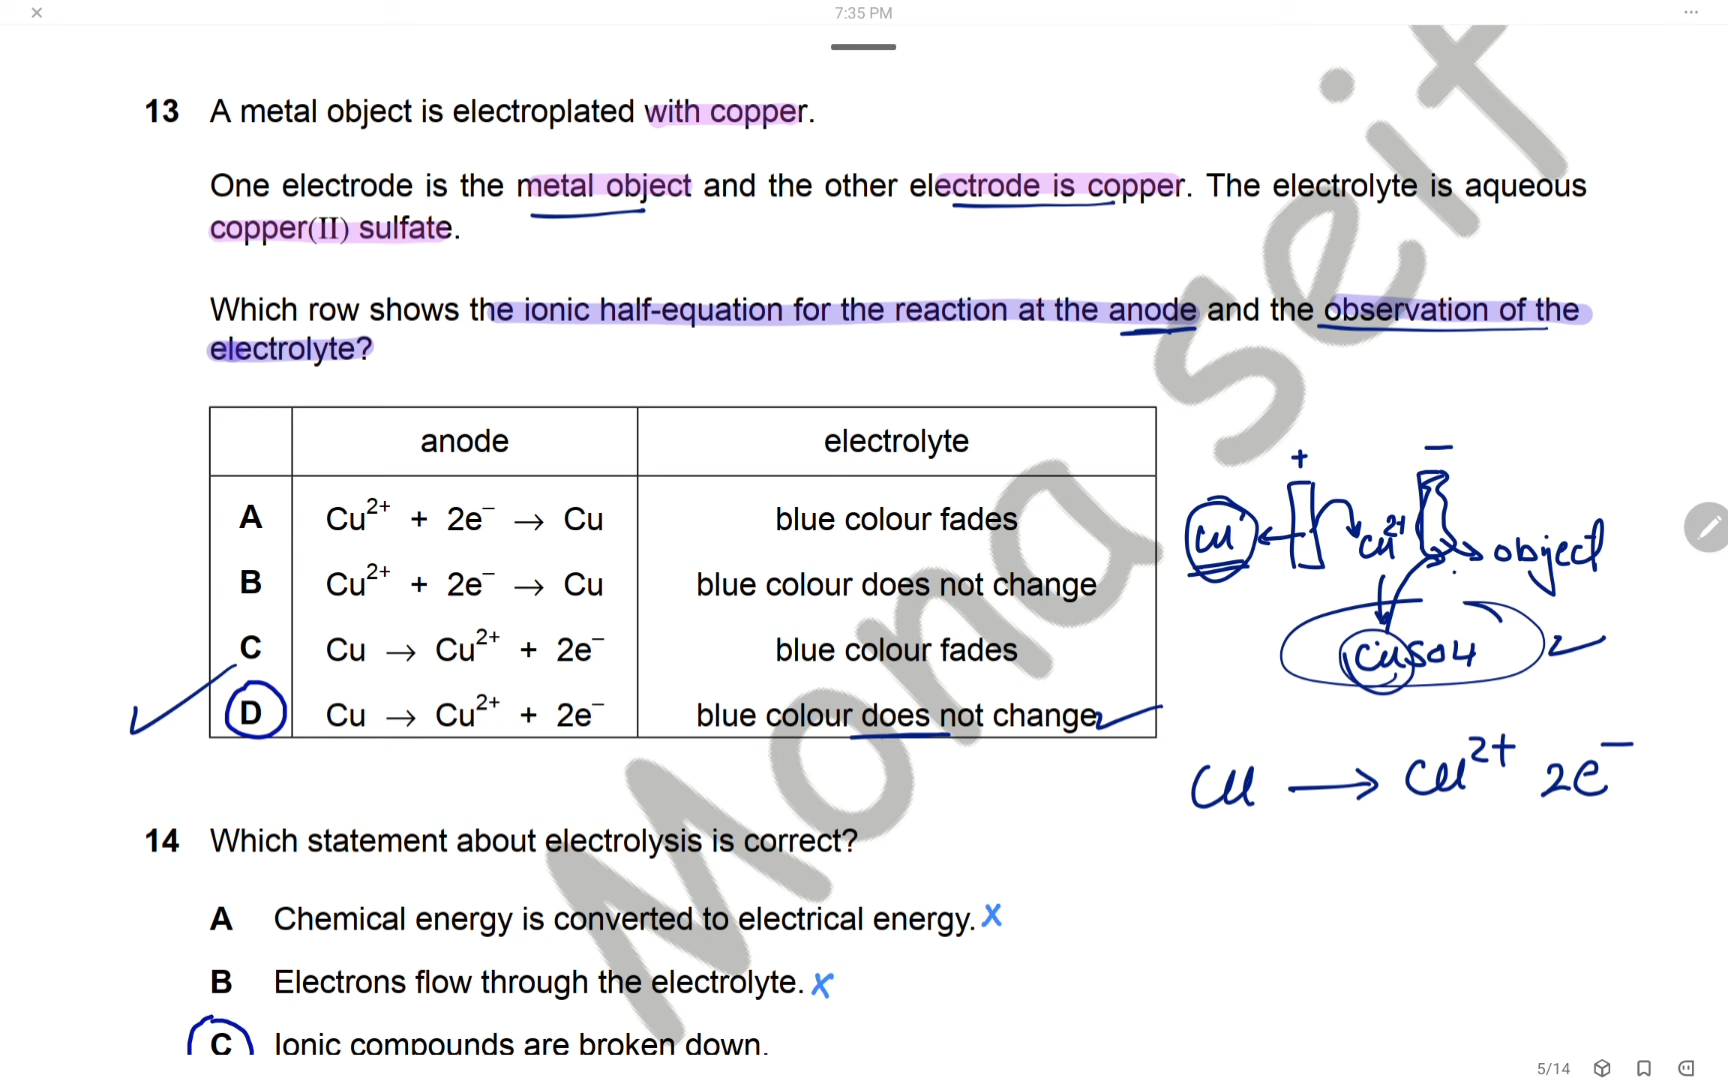 7:35 PM
13 A metal object is electroplated with copper.
One electrode is the metal object and the other electrode is copper. The electrolyte is aqueous
copper(II) sulfate.
Which row shows the ionic half-equation for the reaction at the anode and the observation of the
electrolyte?
anode electrolyte
A Cu²⁺ + 2e⁻ → Cu blue colour fades
B Cu²⁺ + 2e⁻ → Cu blue colour does not change
C Cu → Cu²⁺ + 2e⁻ blue colour fades
D Cu → Cu²⁺ + 2e⁻ blue colour does not change
+ −
Cu Cu²⁺ object
CuSO4
Cu → Cu²⁺ 2e⁻
14 Which statement about electrolysis is correct?
A Chemical energy is converted to electrical energy. X
B Electrons flow through the electrolyte. X
C Ionic compounds are broken down.
Mona seit
5/14